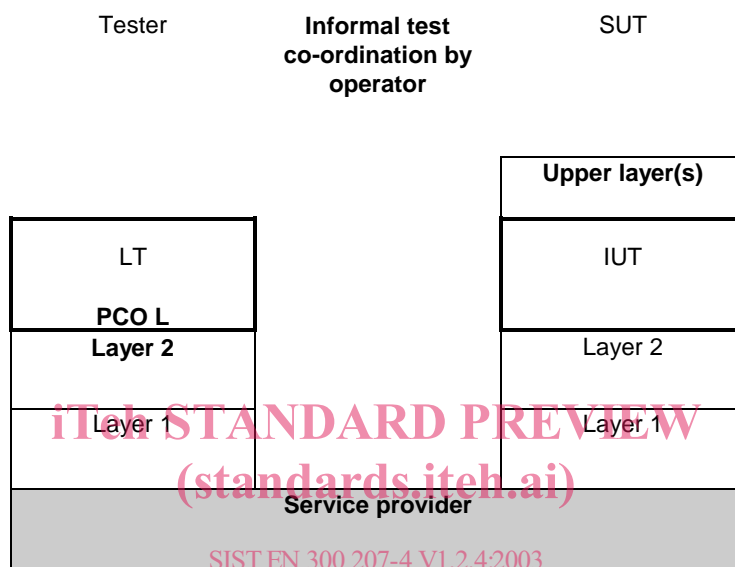 Tester
Informal test
co-ordination by
operator
SUT
Upper layer(s)
LT
IUT
PCO L
Layer 2
Layer 2
Layer 1
Layer 1
iTeh STANDARD PREVIEW
(standards.iteh.ai)
Service provider
SIST EN 300 207-4 V1.2.4:2003